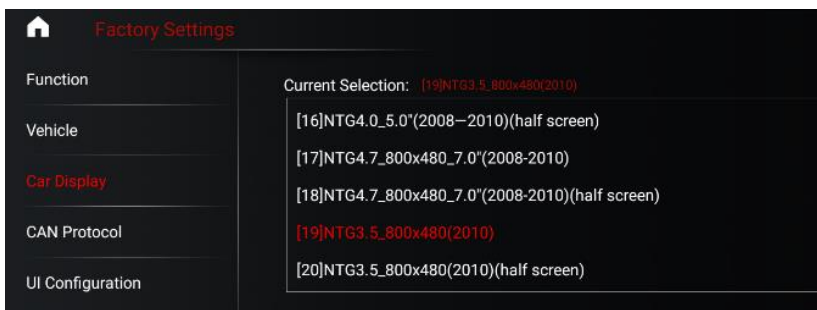 Factory Settings
Function
Vehicle
Car Display
CAN Protocol
UI Configuration
Current Selection: [19]NTG3.5_800x480(2010)
[16]NTG4.0_5.0"(2008—2010)(half screen)
[17]NTG4.7_800x480_7.0"(2008-2010)
[18]NTG4.7_800x480_7.0"(2008-2010)(half screen)
[19]NTG3.5_800x480(2010)
[20]NTG3.5_800x480(2010)(half screen)